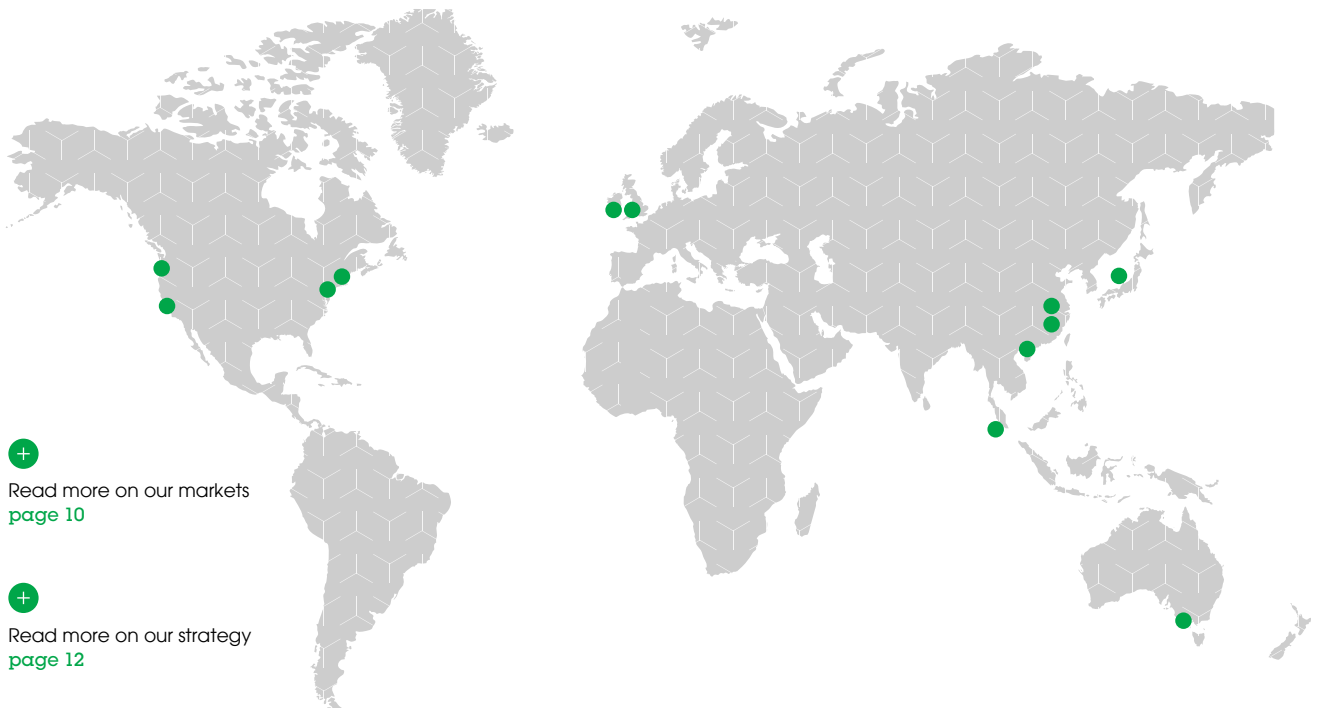 Read more on our markets
page 10
Read more on our strategy
page 12